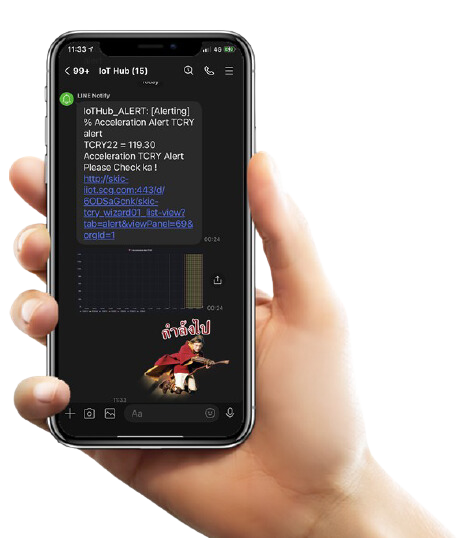 11:33
4G
99+ IoT Hub (15)
Today
LINE Notify
IoTHub_ALERT: [Alerting]
% Acceleration Alert TCRY
alert
TCRY22 = 119.30
Acceleration TCRY Alert
Please Check ka !
http://skic-
iiot.scg.com:443/d/
6ODSaGcnk/skic-
tcry_wizard01_list-view?
tab=alert&viewPanel=69&
orgId=1
00:24
00:24
กำลังไป
11:33
Aa